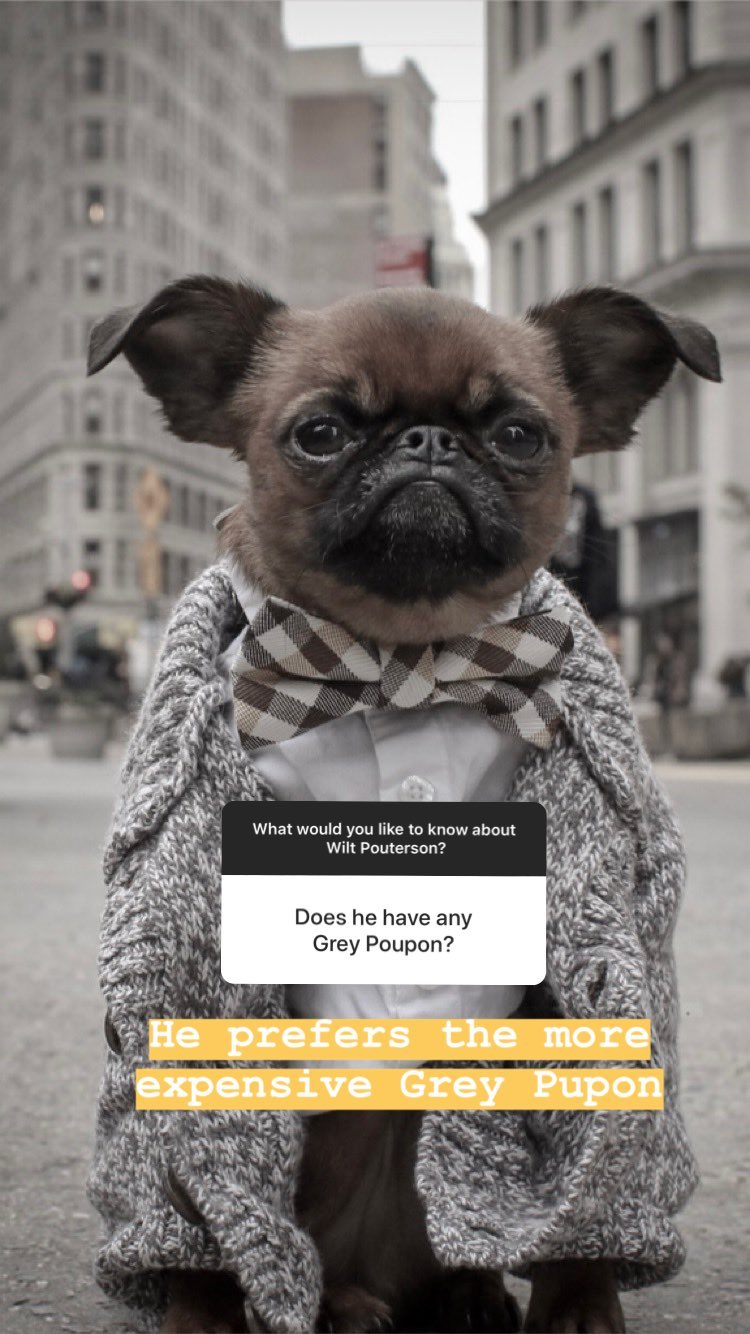 What would you like to know about
Wilt Pouterson?
Does he have any
Grey Poupon?
He prefers the more
expensive Grey Pupon